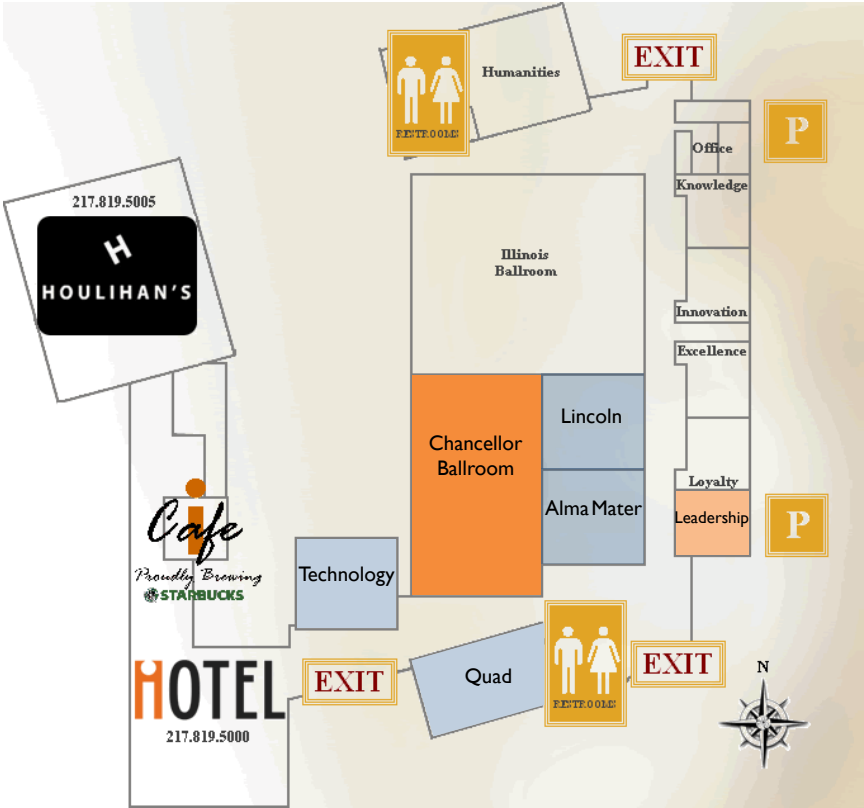 EXIT
Humanities
RESTROOMS
P
Office
Knowledge
217.819.5005
H
HOULIHAN'S
Illinois
Ballroom
Innovation
Excellence
Lincoln
Chancellor
Ballroom
Loyalty
Alma Mater
Leadership
P
i
Cafe
Proudly Brewing
STARBUCKS
Technology
EXIT
Quad
RESTROOMS
EXIT
HOTEL
217.819.5000
N